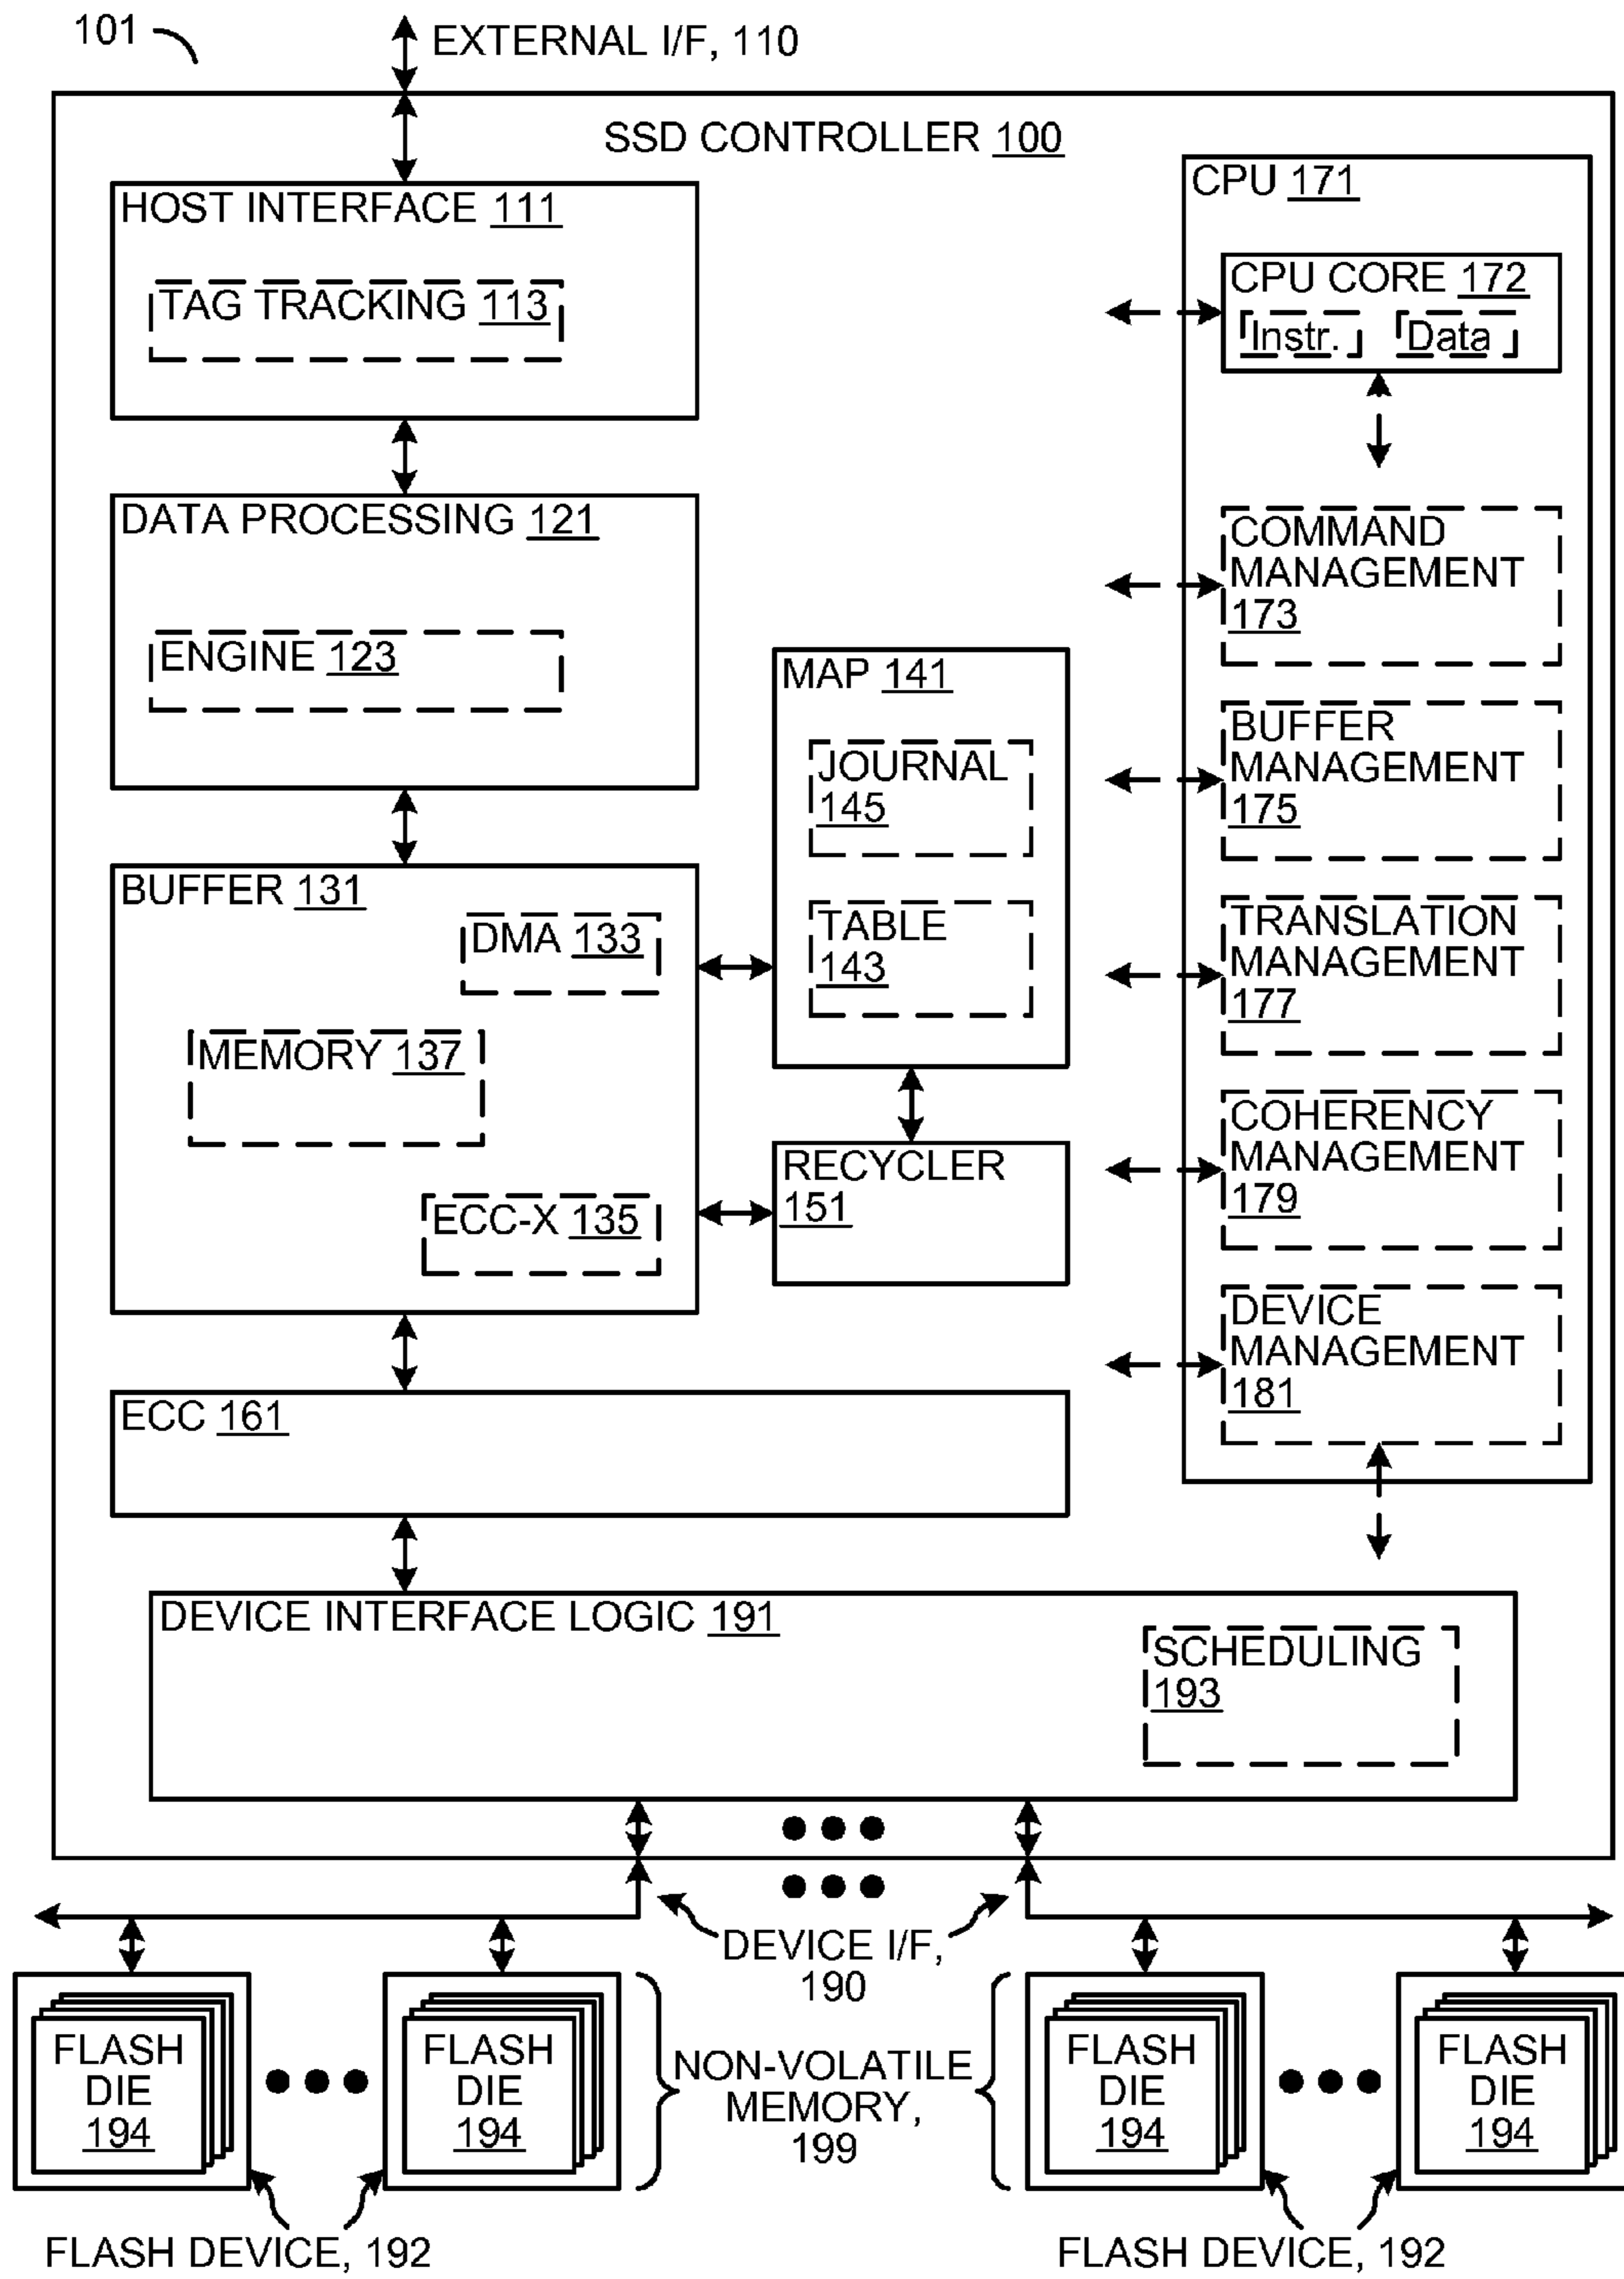 101
EXTERNAL I/F, 110
SSD CONTROLLER 100
HOST INTERFACE 111
TAG TRACKING 113
DATA PROCESSING 121
ENGINE 123
BUFFER 131
DMA 133
MEMORY 137
ECC-X 135
MAP 141
JOURNAL
145
TABLE
143
RECYCLER
151
ECC 161
CPU 171
CPU CORE 172
Instr.
Data
COMMAND
MANAGEMENT
173
BUFFER
MANAGEMENT
175
TRANSLATION
MANAGEMENT
177
COHERENCY
MANAGEMENT
179
DEVICE
MANAGEMENT
181
DEVICE INTERFACE LOGIC 191
SCHEDULING
193
DEVICE I/F,
190
FLASH
DIE
194
FLASH
DIE
194
NON-VOLATILE
MEMORY,
199
FLASH
DIE
194
FLASH
DIE
194
FLASH DEVICE, 192
FLASH DEVICE, 192